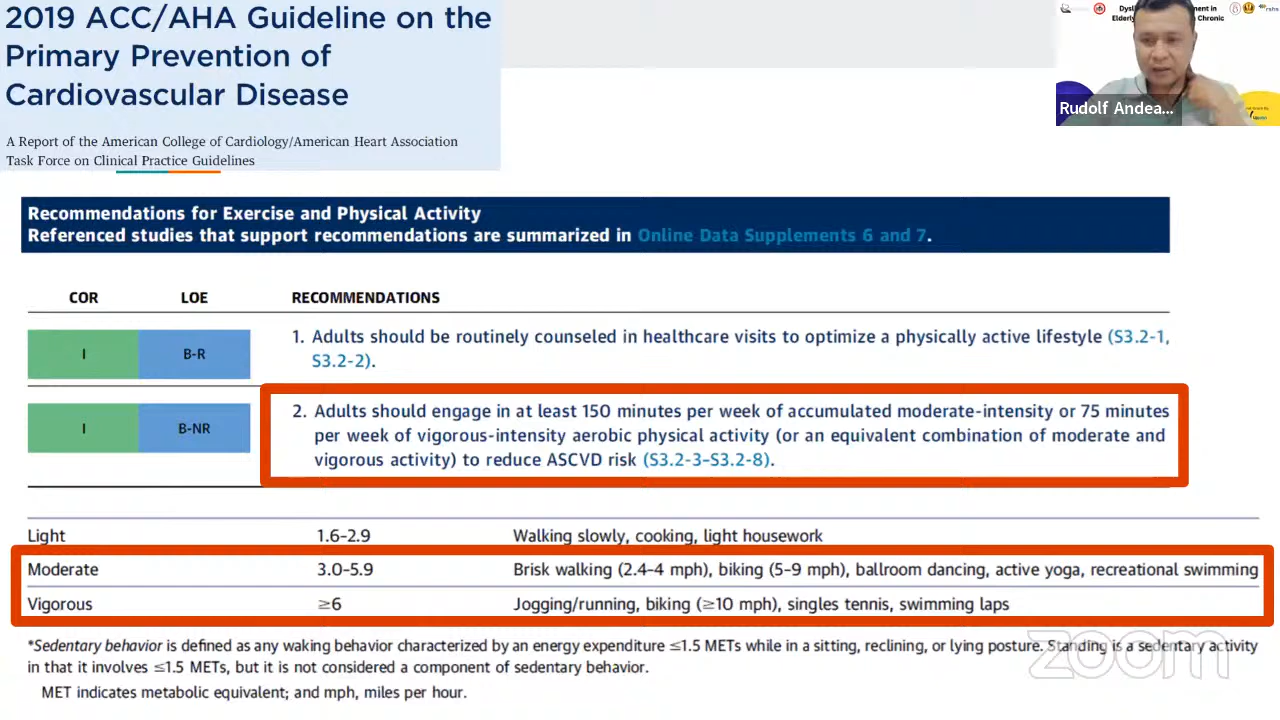 2019 ACC/AHA Guideline on the
Primary Prevention of
Cardiovascular Disease
A Report of the American College of Cardiology/American Heart Association
Task Force on Clinical Practice Guidelines
Rudolf Andea...
Recommendations for Exercise and Physical Activity
Referenced studies that support recommendations are summarized in Online Data Supplements 6 and 7.
COR LOE RECOMMENDATIONS
I B-R 1. Adults should be routinely counseled in healthcare visits to optimize a physically active lifestyle (S3.2-1,
S3.2-2).
I B-NR 2. Adults should engage in at least 150 minutes per week of accumulated moderate-intensity or 75 minutes
per week of vigorous-intensity aerobic physical activity (or an equivalent combination of moderate and
vigorous activity) to reduce ASCVD risk (S3.2-3–S3.2-8).
Light 1.6–2.9 Walking slowly, cooking, light housework
Moderate 3.0–5.9 Brisk walking (2.4–4 mph), biking (5–9 mph), ballroom dancing, active yoga, recreational swimming
Vigorous ≥6 Jogging/running, biking (≥10 mph), singles tennis, swimming laps
*Sedentary behavior is defined as any waking behavior characterized by an energy expenditure ≤1.5 METs while in a sitting, reclining, or lying posture. Standing is a sedentary activity
in that it involves ≤1.5 METs, but it is not considered a component of sedentary behavior.
MET indicates metabolic equivalent; and mph, miles per hour.
zoom